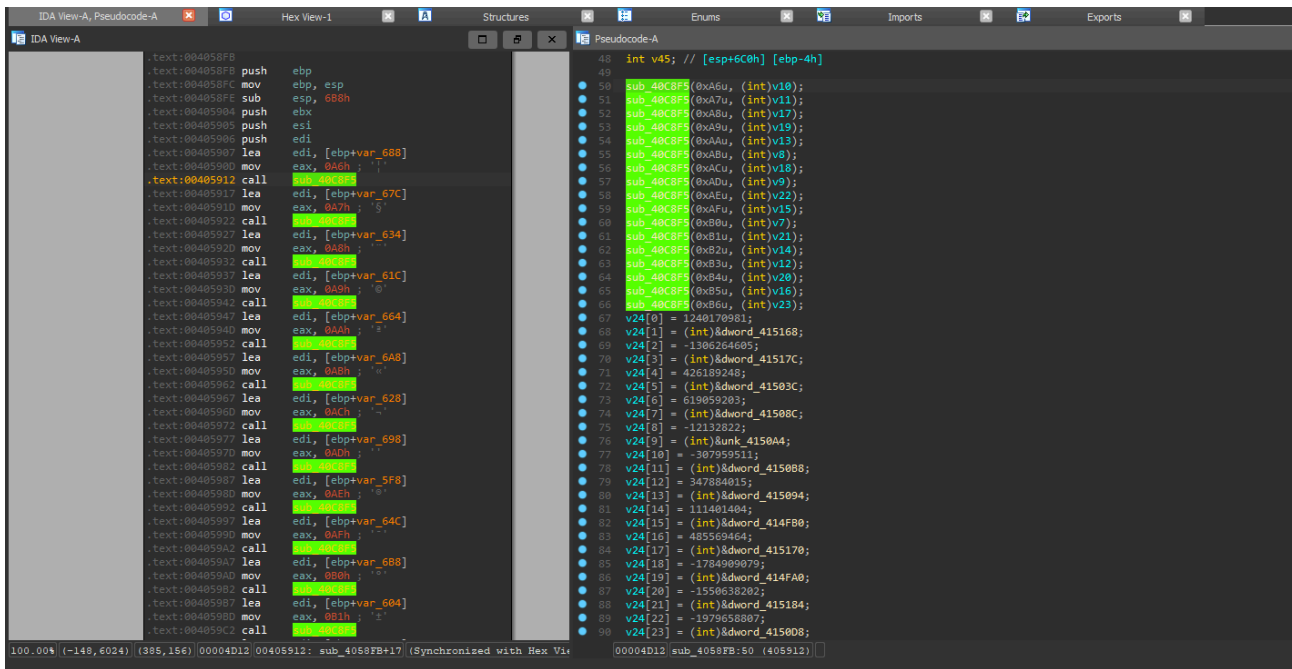 IDA View-A, Pseudocode-A Hex View-1 Structures Enums Imports Exports
IDA View-A
.text:004058FB
.text:004058FB push ebp
.text:004058FC mov ebp, esp
.text:004058FE sub esp, 6B8h
.text:00405904 push ebx
.text:00405905 push esi
.text:00405906 push edi
.text:00405907 lea edi, [ebp+var_688]
.text:0040590D mov eax, 0A6h ; '¦'
.text:00405912 call sub_40C8F5
.text:00405917 lea edi, [ebp+var_67C]
.text:0040591D mov eax, 0A7h ; '§'
.text:00405922 call sub_40C8F5
.text:00405927 lea edi, [ebp+var_634]
.text:0040592D mov eax, 0A8h ; '¨'
.text:00405932 call sub_40C8F5
.text:00405937 lea edi, [ebp+var_61C]
.text:0040593D mov eax, 0A9h ; '©'
.text:00405942 call sub_40C8F5
.text:00405947 lea edi, [ebp+var_664]
.text:0040594D mov eax, 0AAh ; 'ª'
.text:00405952 call sub_40C8F5
.text:00405957 lea edi, [ebp+var_6A8]
.text:0040595D mov eax, 0ABh ; '«'
.text:00405962 call sub_40C8F5
.text:00405967 lea edi, [ebp+var_628]
.text:0040596D mov eax, 0ACh ; '¬'
.text:00405972 call sub_40C8F5
.text:00405977 lea edi, [ebp+var_698]
.text:0040597D mov eax, 0ADh ; ''
.text:00405982 call sub_40C8F5
.text:00405987 lea edi, [ebp+var_5F8]
.text:0040598D mov eax, 0AEh ; '®'
.text:00405992 call sub_40C8F5
.text:00405997 lea edi, [ebp+var_64C]
.text:0040599D mov eax, 0AFh ; '¯'
.text:004059A2 call sub_40C8F5
.text:004059A7 lea edi, [ebp+var_6B8]
.text:004059AD mov eax, 0B0h ; '°'
.text:004059B2 call sub_40C8F5
.text:004059B7 lea edi, [ebp+var_604]
.text:004059BD mov eax, 0B1h ; '±'
.text:004059C2 call sub_40C8F5
100.00% (-148,6024) (385,156) 00004D12 00405912: sub_4058FB+17 (Synchronized with Hex Vie
Pseudocode-A
48 int v45; // [esp+6C0h] [ebp-4h]
49
50 sub_40C8F5(0xA6u, (int)v10);
51 sub_40C8F5(0xA7u, (int)v11);
52 sub_40C8F5(0xA8u, (int)v17);
53 sub_40C8F5(0xA9u, (int)v19);
54 sub_40C8F5(0xAAu, (int)v13);
55 sub_40C8F5(0xABu, (int)v8);
56 sub_40C8F5(0xACu, (int)v18);
57 sub_40C8F5(0xADu, (int)v9);
58 sub_40C8F5(0xAEu, (int)v22);
59 sub_40C8F5(0xAFu, (int)v15);
60 sub_40C8F5(0xB0u, (int)v7);
61 sub_40C8F5(0xB1u, (int)v21);
62 sub_40C8F5(0xB2u, (int)v14);
63 sub_40C8F5(0xB3u, (int)v12);
64 sub_40C8F5(0xB4u, (int)v20);
65 sub_40C8F5(0xB5u, (int)v16);
66 sub_40C8F5(0xB6u, (int)v23);
67 v24[0] = 1240170981;
68 v24[1] = (int)&dword_415168;
69 v24[2] = -1306264605;
70 v24[3] = (int)&dword_41517C;
71 v24[4] = 426189248;
72 v24[5] = (int)&dword_41503C;
73 v24[6] = 619059203;
74 v24[7] = (int)&dword_41508C;
75 v24[8] = -12132822;
76 v24[9] = (int)&unk_4150A4;
77 v24[10] = -307959511;
78 v24[11] = (int)&dword_4150B8;
79 v24[12] = 347884015;
80 v24[13] = (int)&dword_415094;
81 v24[14] = 111401404;
82 v24[15] = (int)&dword_414FB0;
83 v24[16] = 485569464;
84 v24[17] = (int)&dword_415170;
85 v24[18] = -1784909079;
86 v24[19] = (int)&dword_414FA0;
87 v24[20] = -1550638202;
88 v24[21] = (int)&dword_415184;
89 v24[22] = -1979658807;
90 v24[23] = (int)&dword_4150D8;
00004D12 sub_4058FB:50 (405912)